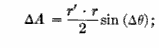 ΔA = r′ · r / 2 sin (Δθ);